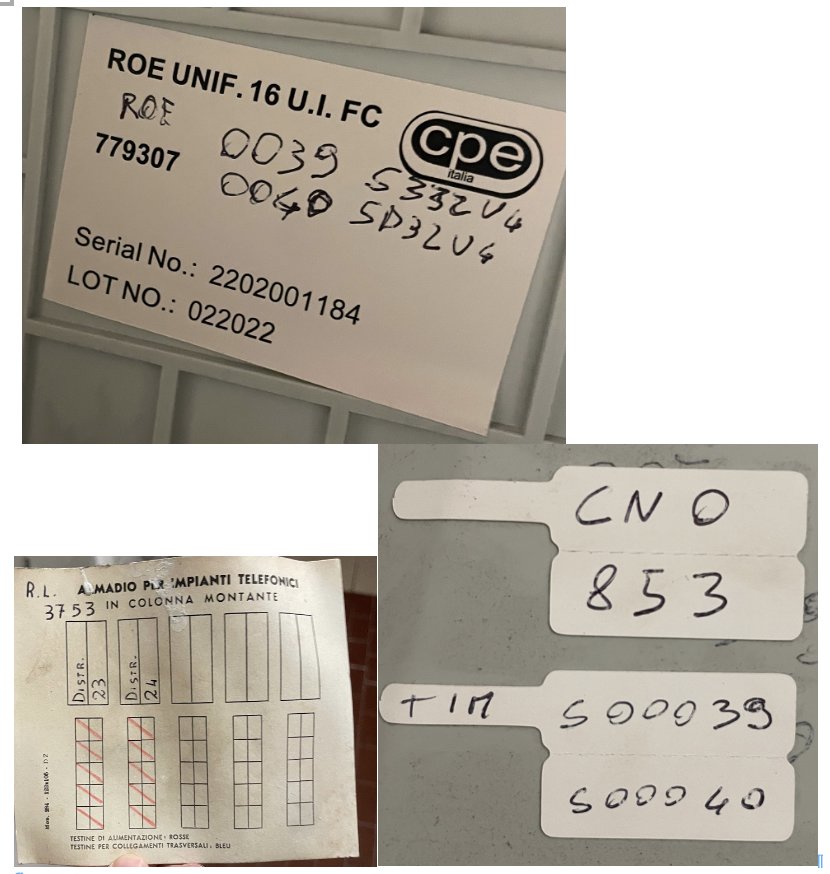 ROE UNIF. 16 U.I. FC
ROE
cpe
italia
779307
0039 S332U4
0040 SD32U4
Serial No.: 2202001184
LOT NO.: 022022
CNO
853
TIM
S00039
S00040
R.L.
3753
ARMADIO PER IMPIANTI TELEFONICI
IN COLONNA MONTANTE
DISTR.
23
DISTR.
24
TESTINE DI ALIMENTAZIONE: ROSSE
TESTINE PER COLLEGAMENTI TRASVERSALI: BLEU